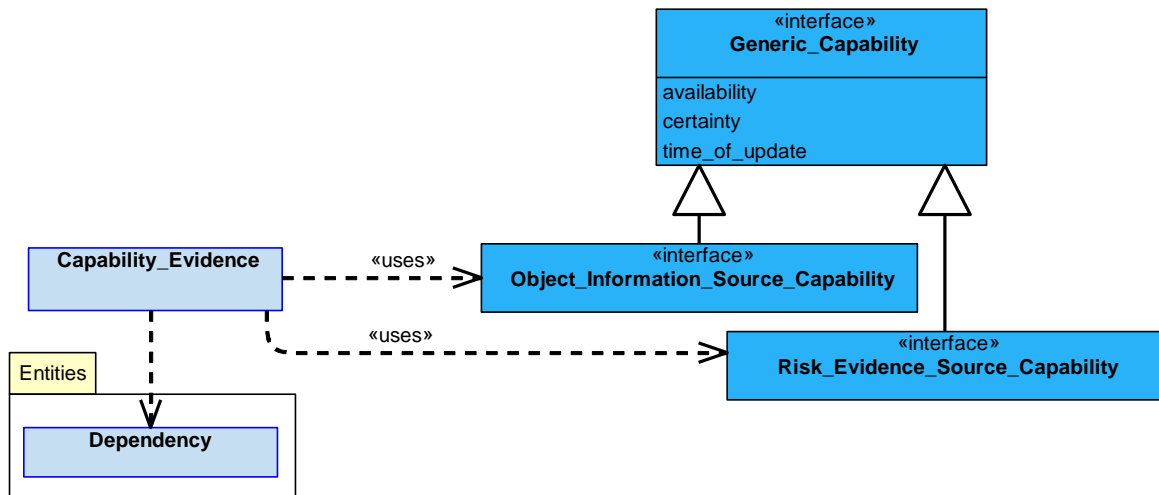 «interface»
Generic_Capability
availability
certainty
time_of_update
Capability_Evidence
«uses»
«interface»
Object_Information_Source_Capability
«uses»
«interface»
Risk_Evidence_Source_Capability
Entities
Dependency